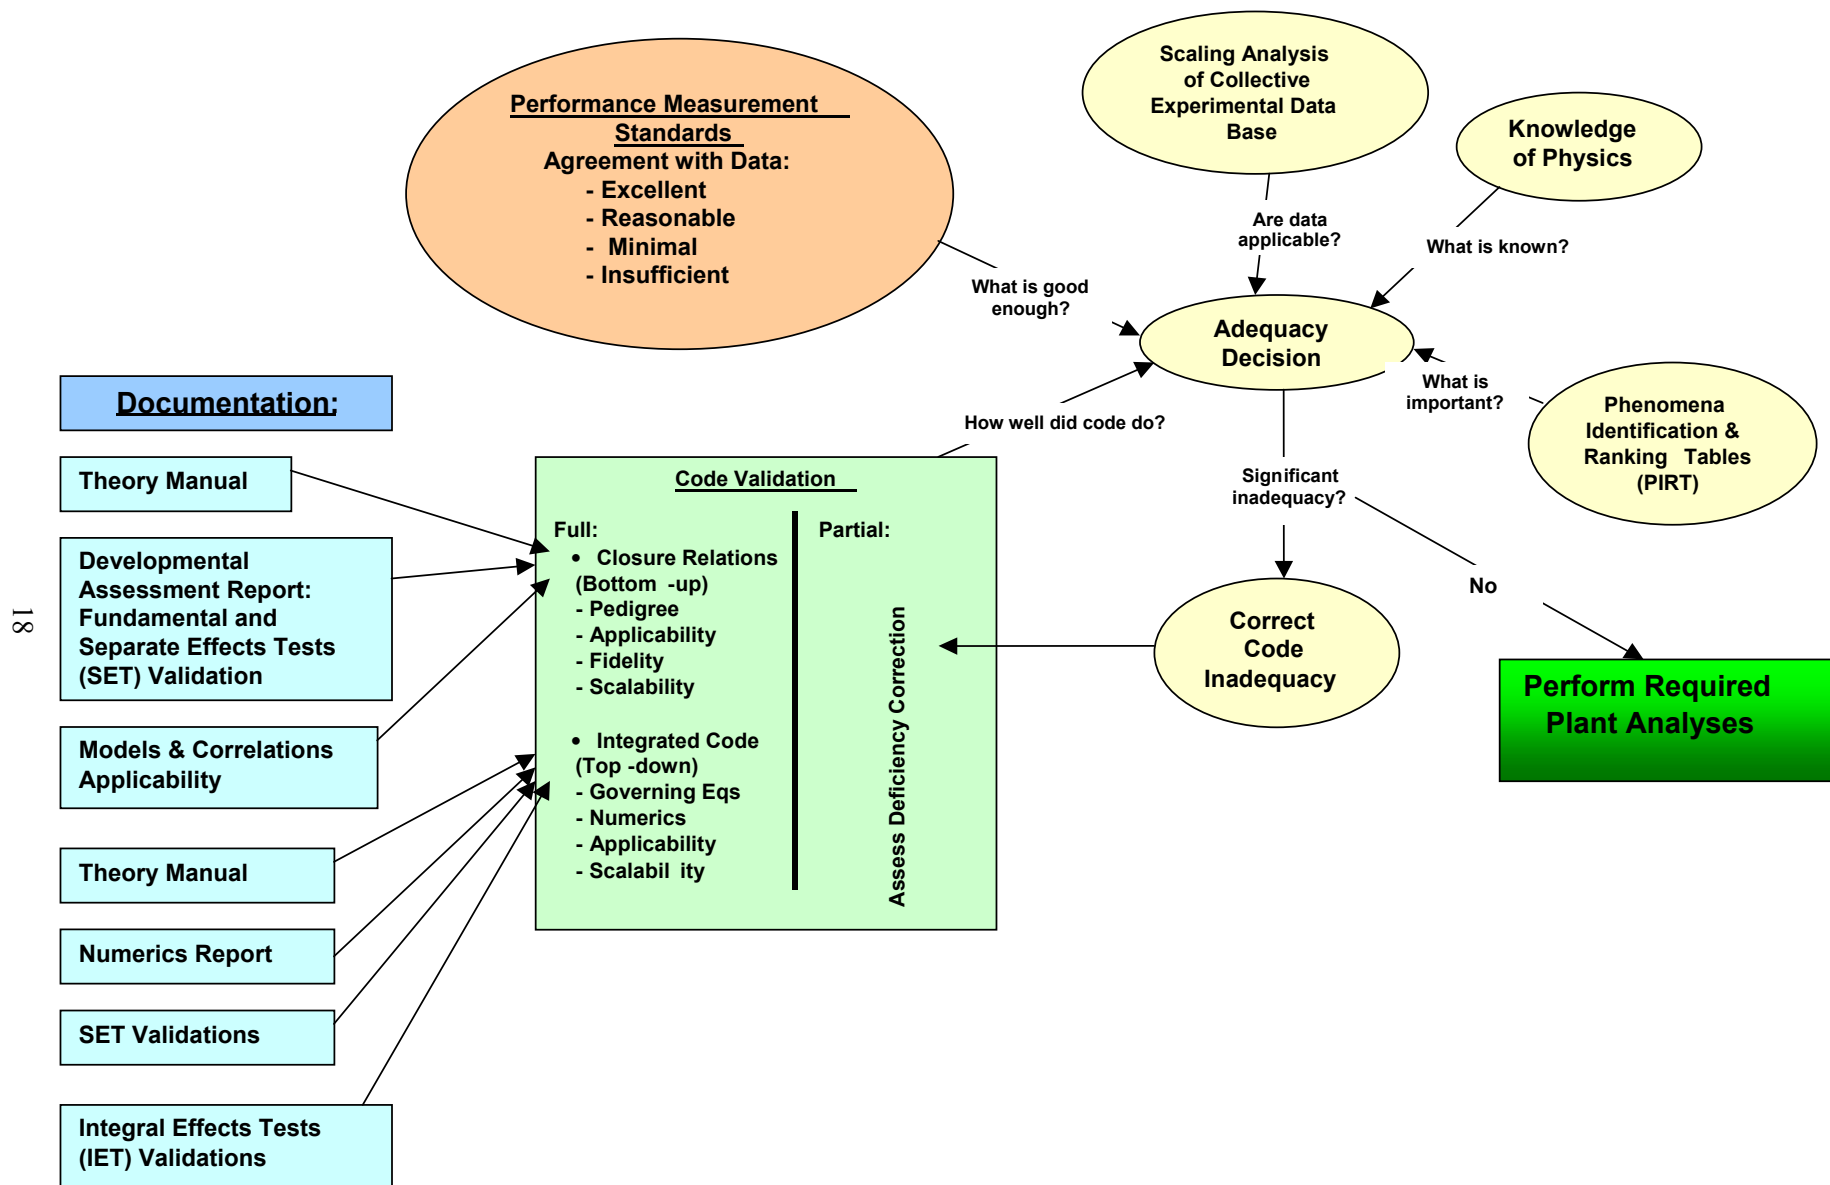 Performance Measurement
Standards
Agreement with Data:
- Excellent
- Reasonable
- Minimal
- Insufficient
Scaling Analysis
of Collective
Experimental Data
Base
Knowledge
of Physics
Are data
applicable?
What is known?
What is good
enough?
Adequacy
Decision
What is
important?
Phenomena
Identification &
Ranking Tables
(PIRT)
How well did code do?
Significant
inadequacy?
No
Correct
Code
Inadequacy
Perform Required
Plant Analyses
Documentation:
Theory Manual
Developmental
Assessment Report:
Fundamental and
Separate Effects Tests
(SET) Validation
Models & Correlations
Applicability
Theory Manual
Numerics Report
SET Validations
Integral Effects Tests
(IET) Validations
Code Validation
Full:
• Closure Relations
(Bottom -up)
- Pedigree
- Applicability
- Fidelity
- Scalability
• Integrated Code
(Top -down)
- Governing Eqs
- Numerics
- Applicability
- Scalabil ity
Partial:
Assess Deficiency Correction
18